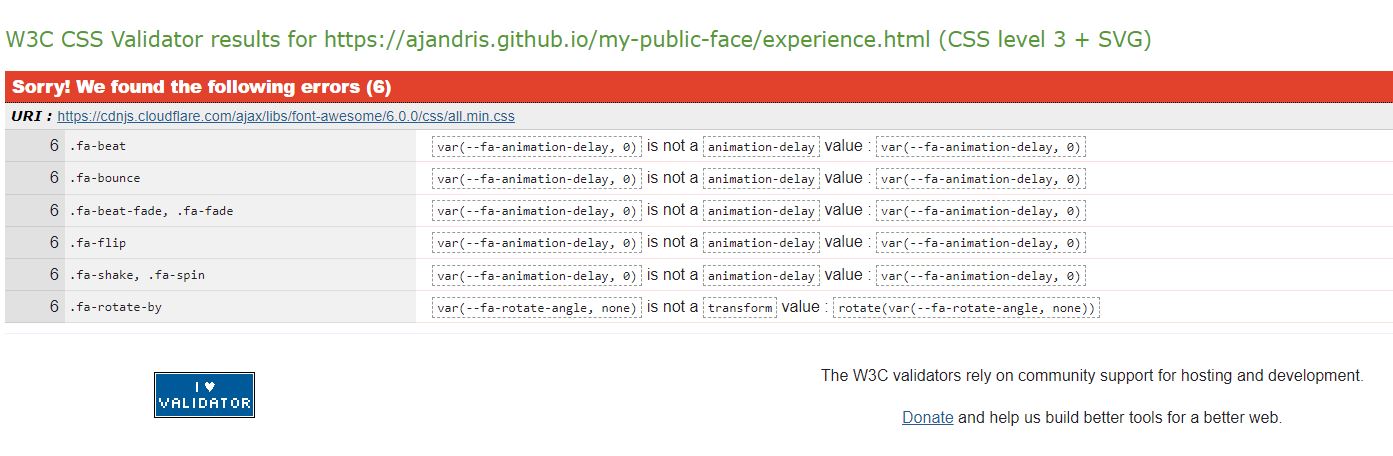 W3C CSS Validator results for https://ajandris.github.io/my-public-face/experience.html (CSS level 3 + SVG)
Sorry! We found the following errors (6)
URI : https://cdnjs.cloudflare.com/ajax/libs/font-awesome/6.0.0/css/all.min.css
6 .fa-beat var(--fa-animation-delay, 0) is not a animation-delay value : var(--fa-animation-delay, 0)
6 .fa-bounce var(--fa-animation-delay, 0) is not a animation-delay value : var(--fa-animation-delay, 0)
6 .fa-beat-fade, .fa-fade var(--fa-animation-delay, 0) is not a animation-delay value : var(--fa-animation-delay, 0)
6 .fa-flip var(--fa-animation-delay, 0) is not a animation-delay value : var(--fa-animation-delay, 0)
6 .fa-shake, .fa-spin var(--fa-animation-delay, 0) is not a animation-delay value : var(--fa-animation-delay, 0)
6 .fa-rotate-by var(--fa-rotate-angle, none) is not a transform value : rotate(var(--fa-rotate-angle, none))
I ♥
VALIDATOR
The W3C validators rely on community support for hosting and development.
Donate and help us build better tools for a better web.